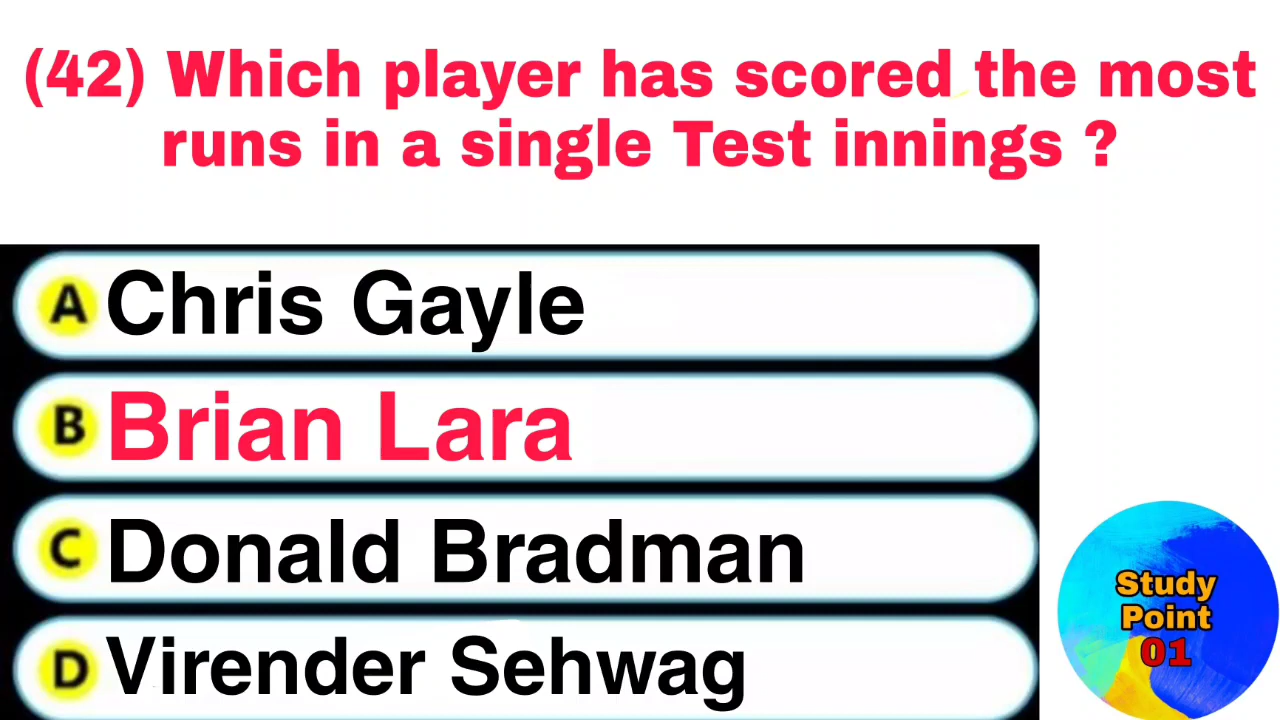 (42) Which player has scored the most
runs in a single Test innings ?
A Chris Gayle
B Brian Lara
C Donald Bradman
D Virender Sehwag
Study
Point
01